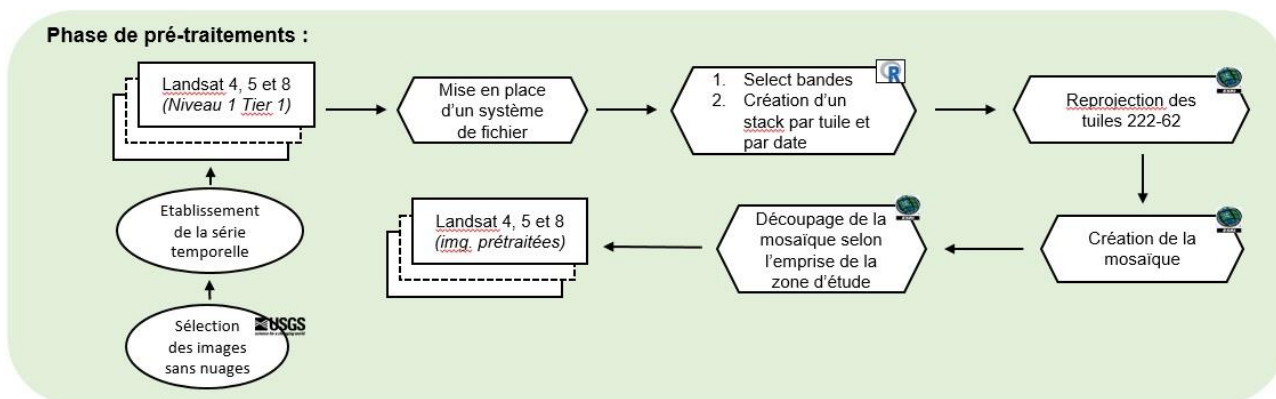 Phase de pré-traitements :
Landsat 4, 5 et 8
(Niveau 1 Tier 1)
Mise en place
d'un système
de fichier
1. Select bandes
2. Création d'un
stack par tuile et
par date
R
Reprojection des
tuiles 222-62
Etablissement
de la série
temporelle
Landsat 4, 5 et 8
(img. prétraitées)
Découpage de la
mosaïque selon
l'emprise de la
zone d'étude
Création de la
mosaïque
Sélection
des images
sans nuages
USGS